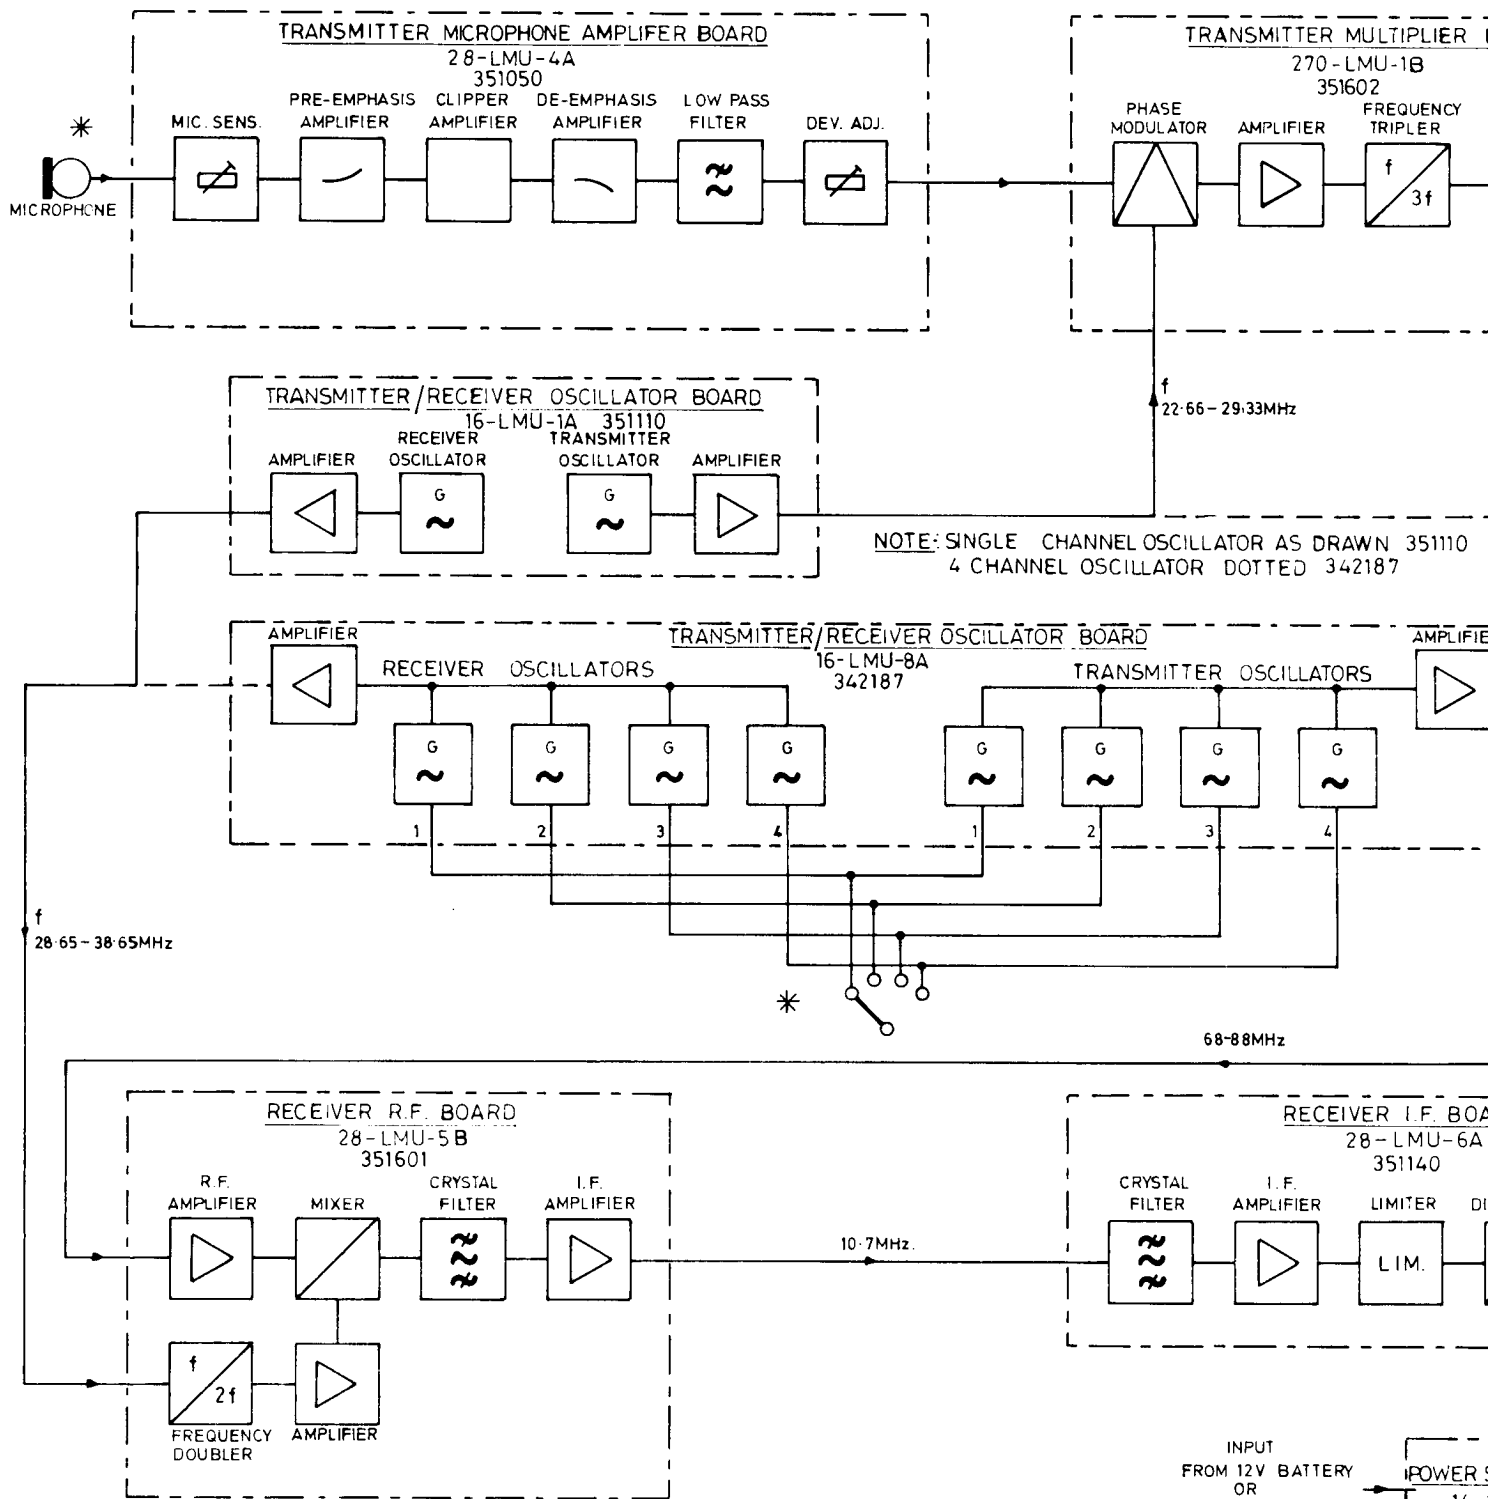 TRANSMITTER MICROPHONE AMPLIFER BOARD
28-LMU-4A
351050
MIC. SENS.
PRE-EMPHASIS
AMPLIFIER
CLIPPER
AMPLIFIER
DE-EMPHASIS
AMPLIFIER
LOW PASS
FILTER
DEV. ADJ.
MICROPHONE
TRANSMITTER MULTIPLIER
270-LMU-1B
351602
PHASE
MODULATOR
AMPLIFIER
FREQUENCY
TRIPLER
f
3f
f
22·66-29·33MHz
TRANSMITTER/RECEIVER OSCILLATOR BOARD
16-LMU-1A 351110
AMPLIFIER
RECEIVER
OSCILLATOR
TRANSMITTER
OSCILLATOR
AMPLIFIER
G
G
NOTE: SINGLE CHANNEL OSCILLATOR AS DRAWN 351110
4 CHANNEL OSCILLATOR DOTTED 342187
TRANSMITTER/RECEIVER OSCILLATOR BOARD
16-LMU-8A
342187
AMPLIFIER
RECEIVER OSCILLATORS
TRANSMITTER OSCILLATORS
AMPLIFIE
G
G
G
G
G
G
G
G
1
2
3
4
1
2
3
4
f
28·65-38·65MHz
68-88MHz
RECEIVER R.F. BOARD
28-LMU-5B
351601
R.F.
AMPLIFIER
MIXER
CRYSTAL
FILTER
I.F.
AMPLIFIER
f
2f
FREQUENCY
DOUBLER
AMPLIFIER
10·7MHz.
RECEIVER I.F. BOA
28-LMU-6A
351140
CRYSTAL
FILTER
I.F.
AMPLIFIER
LIMITER
DI
LIM.
INPUT
FROM 12V BATTERY
OR
POWER S